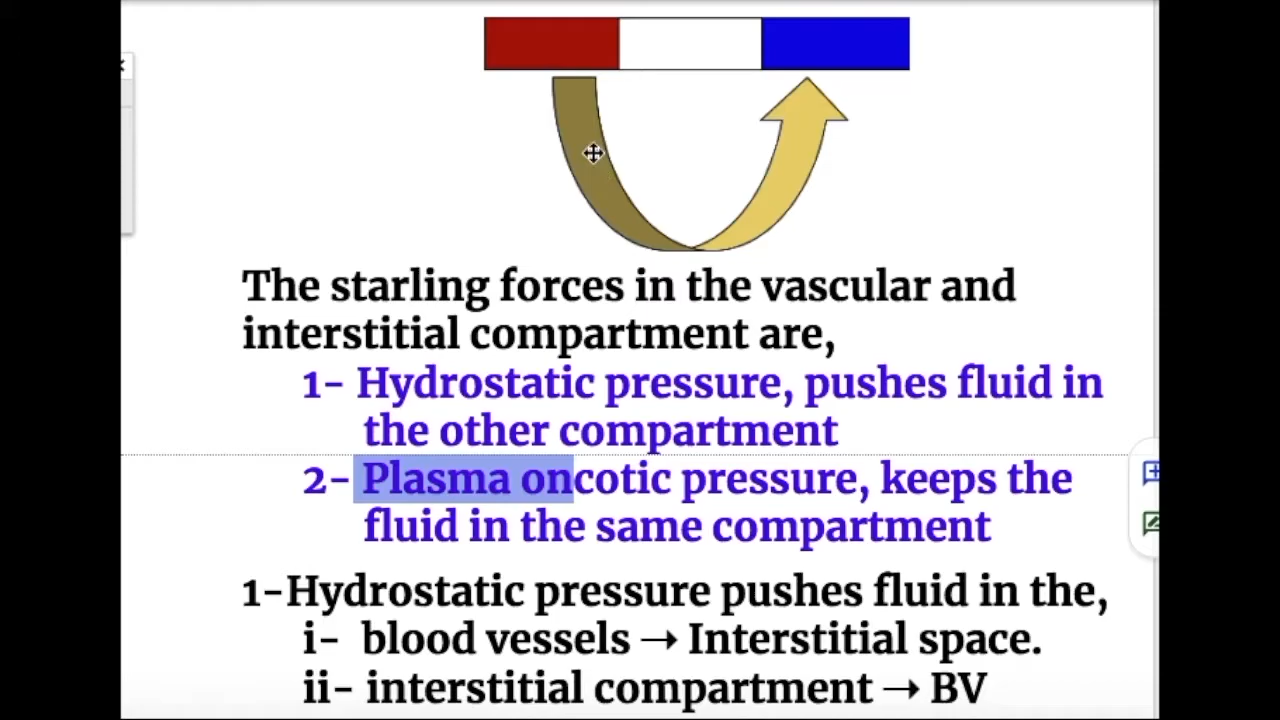 The starling forces in the vascular and
interstitial compartment are,
1- Hydrostatic pressure, pushes fluid in
the other compartment
2- Plasma oncotic pressure, keeps the
fluid in the same compartment
1-Hydrostatic pressure pushes fluid in the,
i- blood vessels → Interstitial space.
ii- interstitial compartment → BV